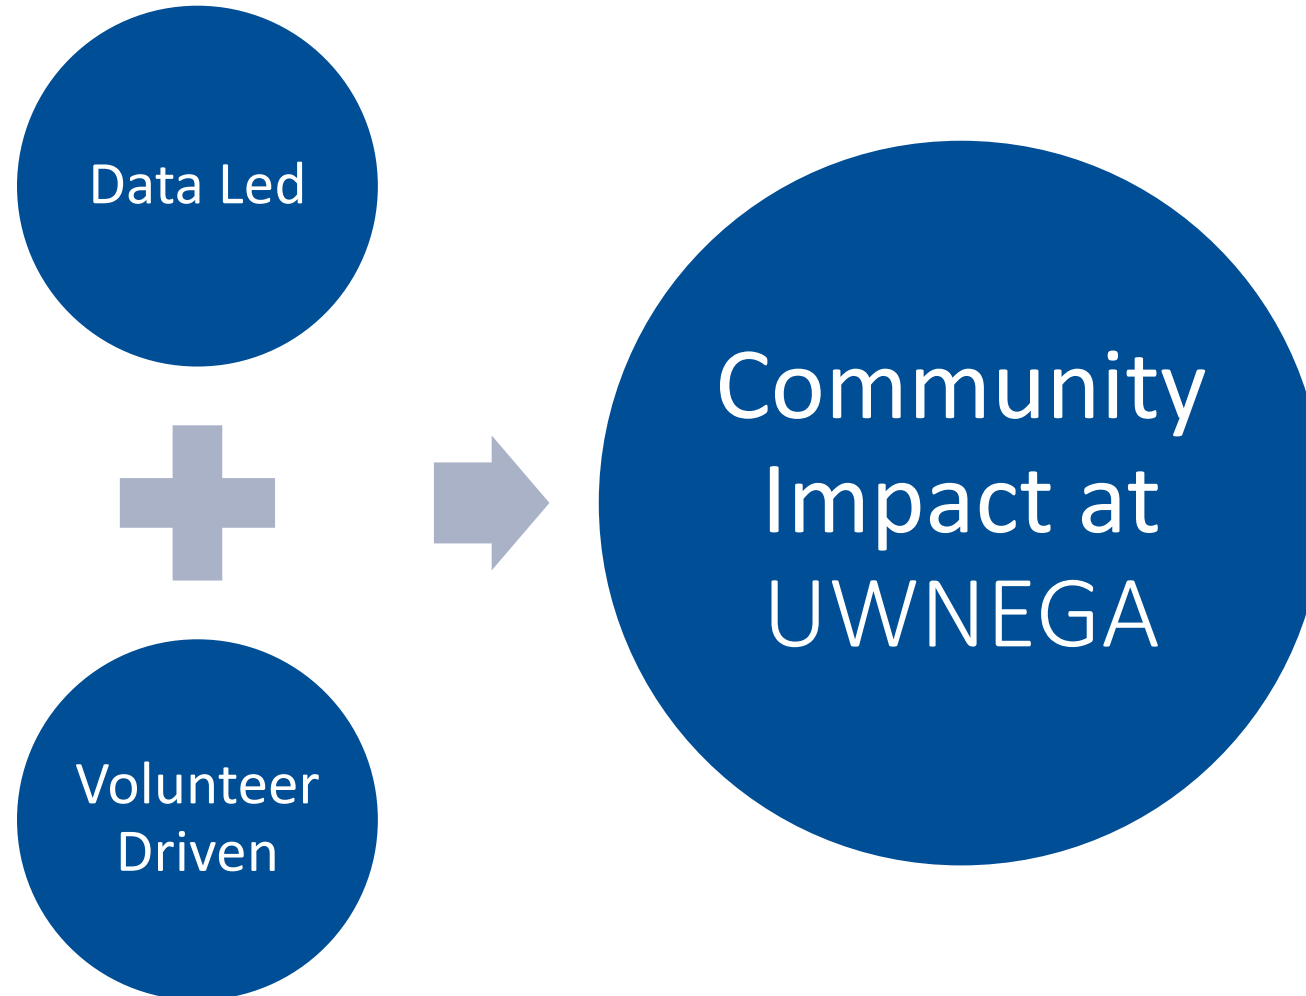 Data Led
Volunteer
Driven
Community
Impact at
UWNEGA